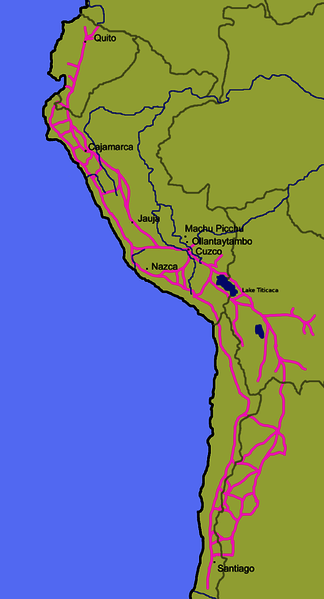 Quito
Cajamarca
Jauja
Machu Picchu
Ollantaytambo
Cuzco
Nazca
Lake Titicaca
Santiago